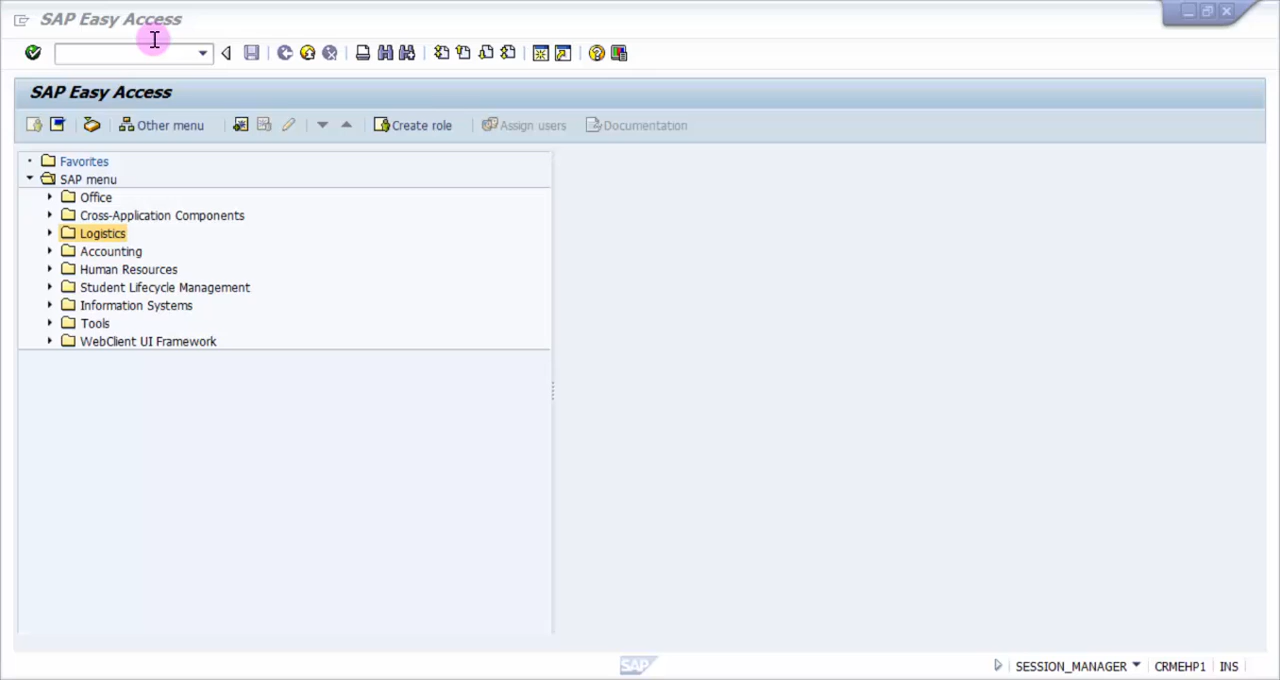 SAP Easy Access
SAP Easy Access
Other menu Create role Assign users Documentation
Favorites
SAP menu
Office
Cross-Application Components
Logistics
Accounting
Human Resources
Student Lifecycle Management
Information Systems
Tools
WebClient UI Framework
SAP SESSION_MANAGER CRMEHP1 INS